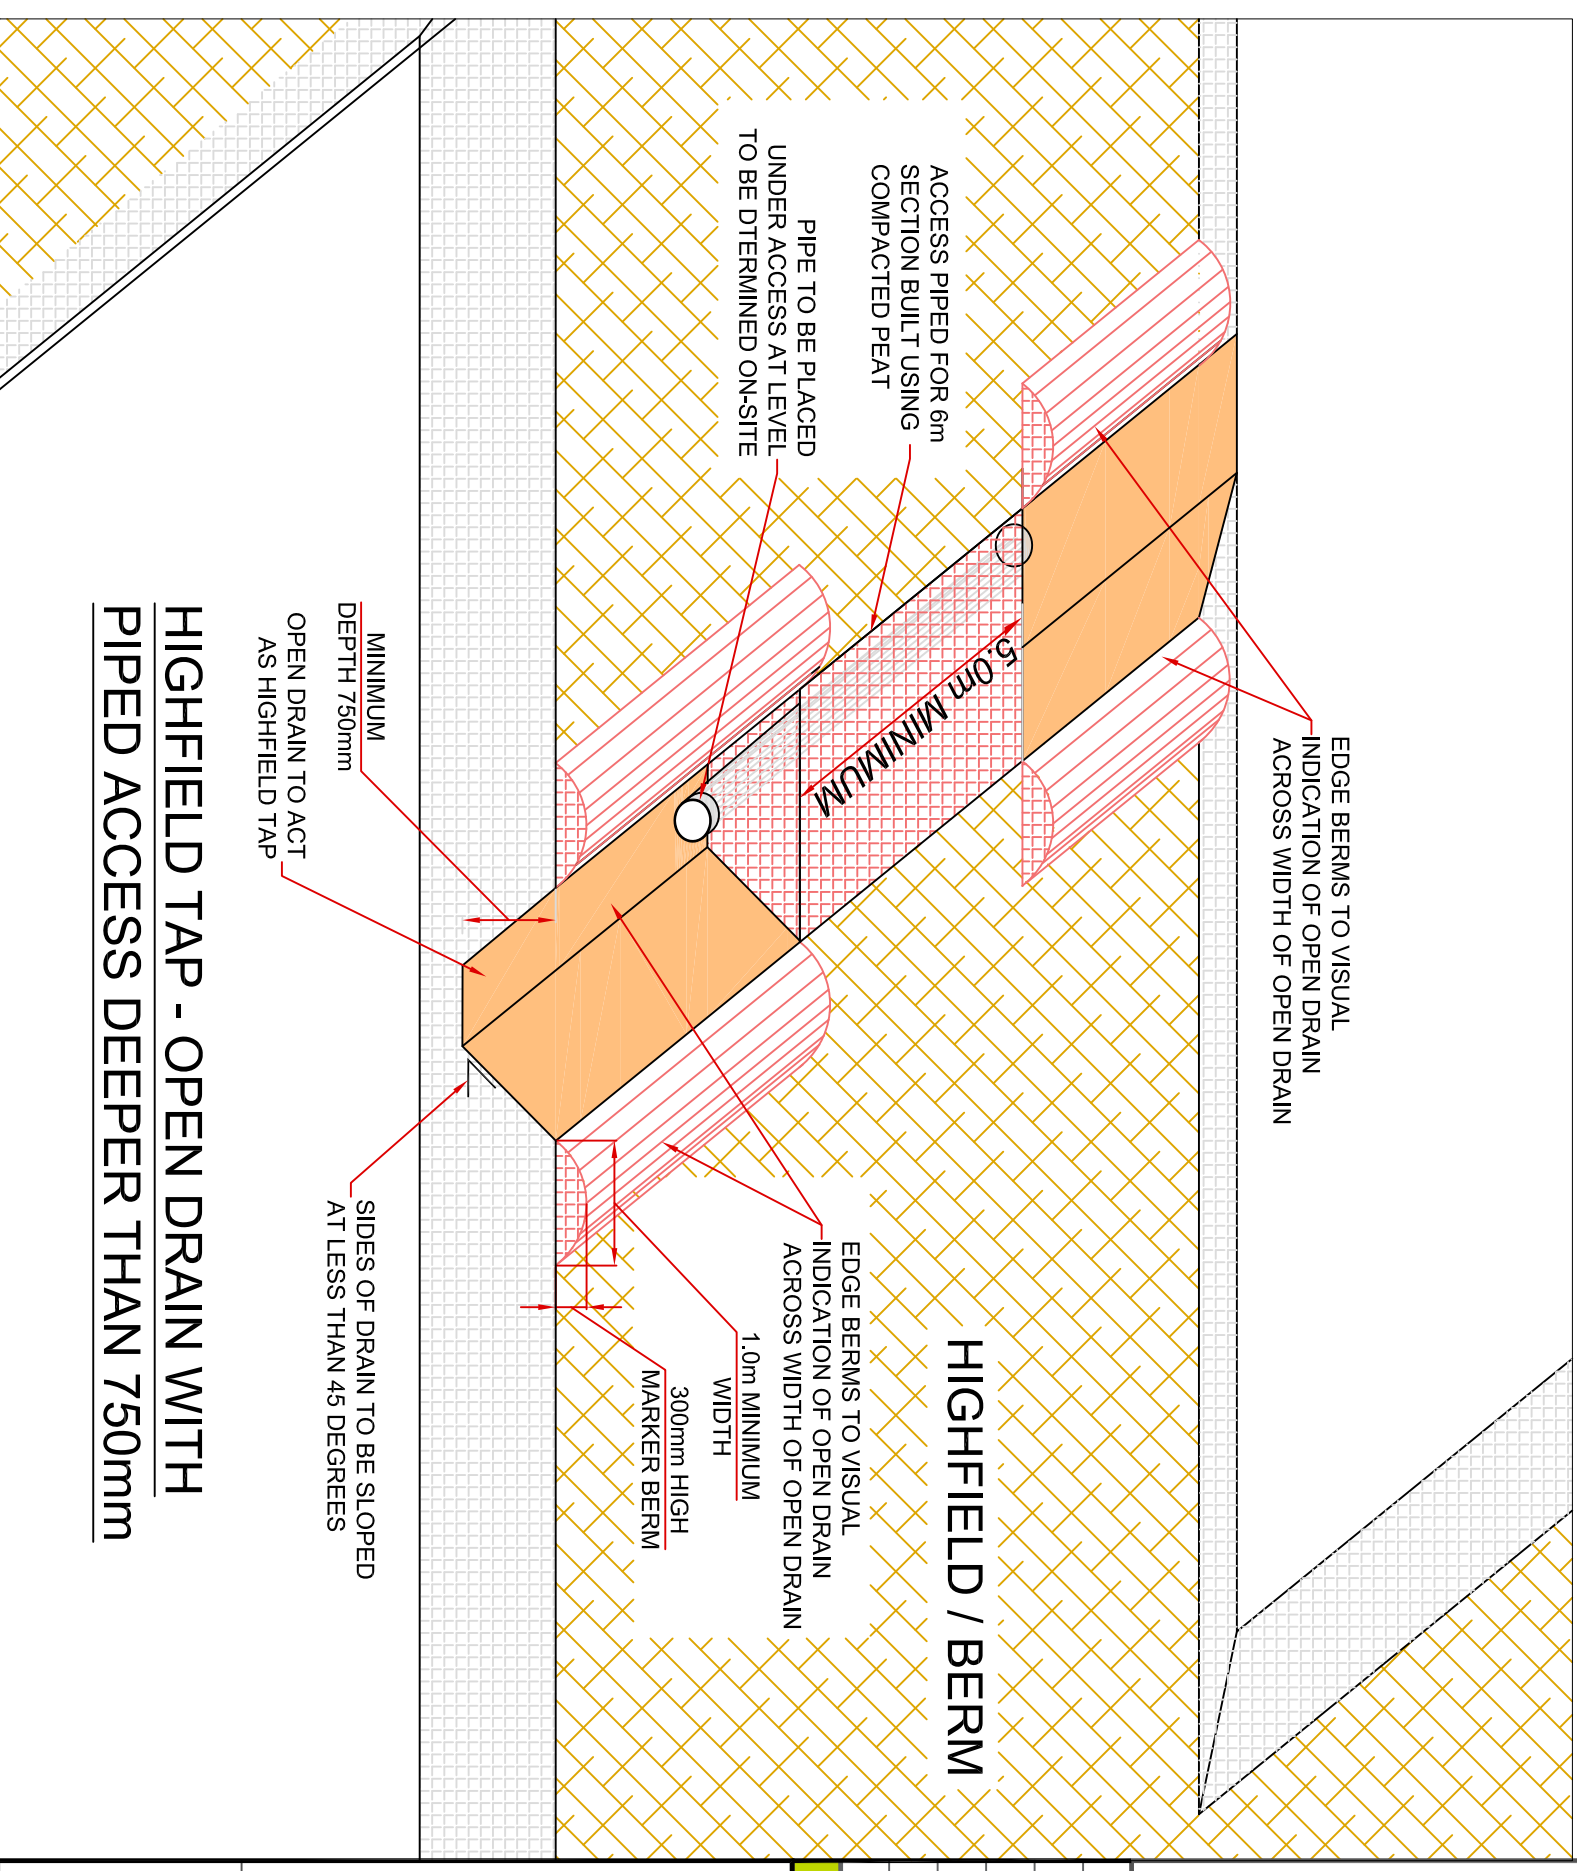 EDGE BERMS TO VISUAL
INDICATION OF OPEN DRAIN
ACROSS WIDTH OF OPEN DRAIN
ACCESS PIPED FOR 6m
SECTION BUILT USING
COMPACTED PEAT
PIPE TO BE PLACED
UNDER ACCESS AT LEVEL
TO BE DTERMINED ON-SITE
5.0m MINIMUM
HIGHFIELD / BERM
EDGE BERMS TO VISUAL
INDICATION OF OPEN DRAIN
ACROSS WIDTH OF OPEN DRAIN
1.0m MINIMUM
WIDTH
300mm HIGH
MARKER BERM
MINIMUM
DEPTH 750mm
OPEN DRAIN TO ACT
AS HIGHFIELD TAP
SIDES OF DRAIN TO BE SLOPED
AT LESS THAN 45 DEGREES
HIGHFIELD TAP - OPEN DRAIN WITH
PIPED ACCESS DEEPER THAN 750mm